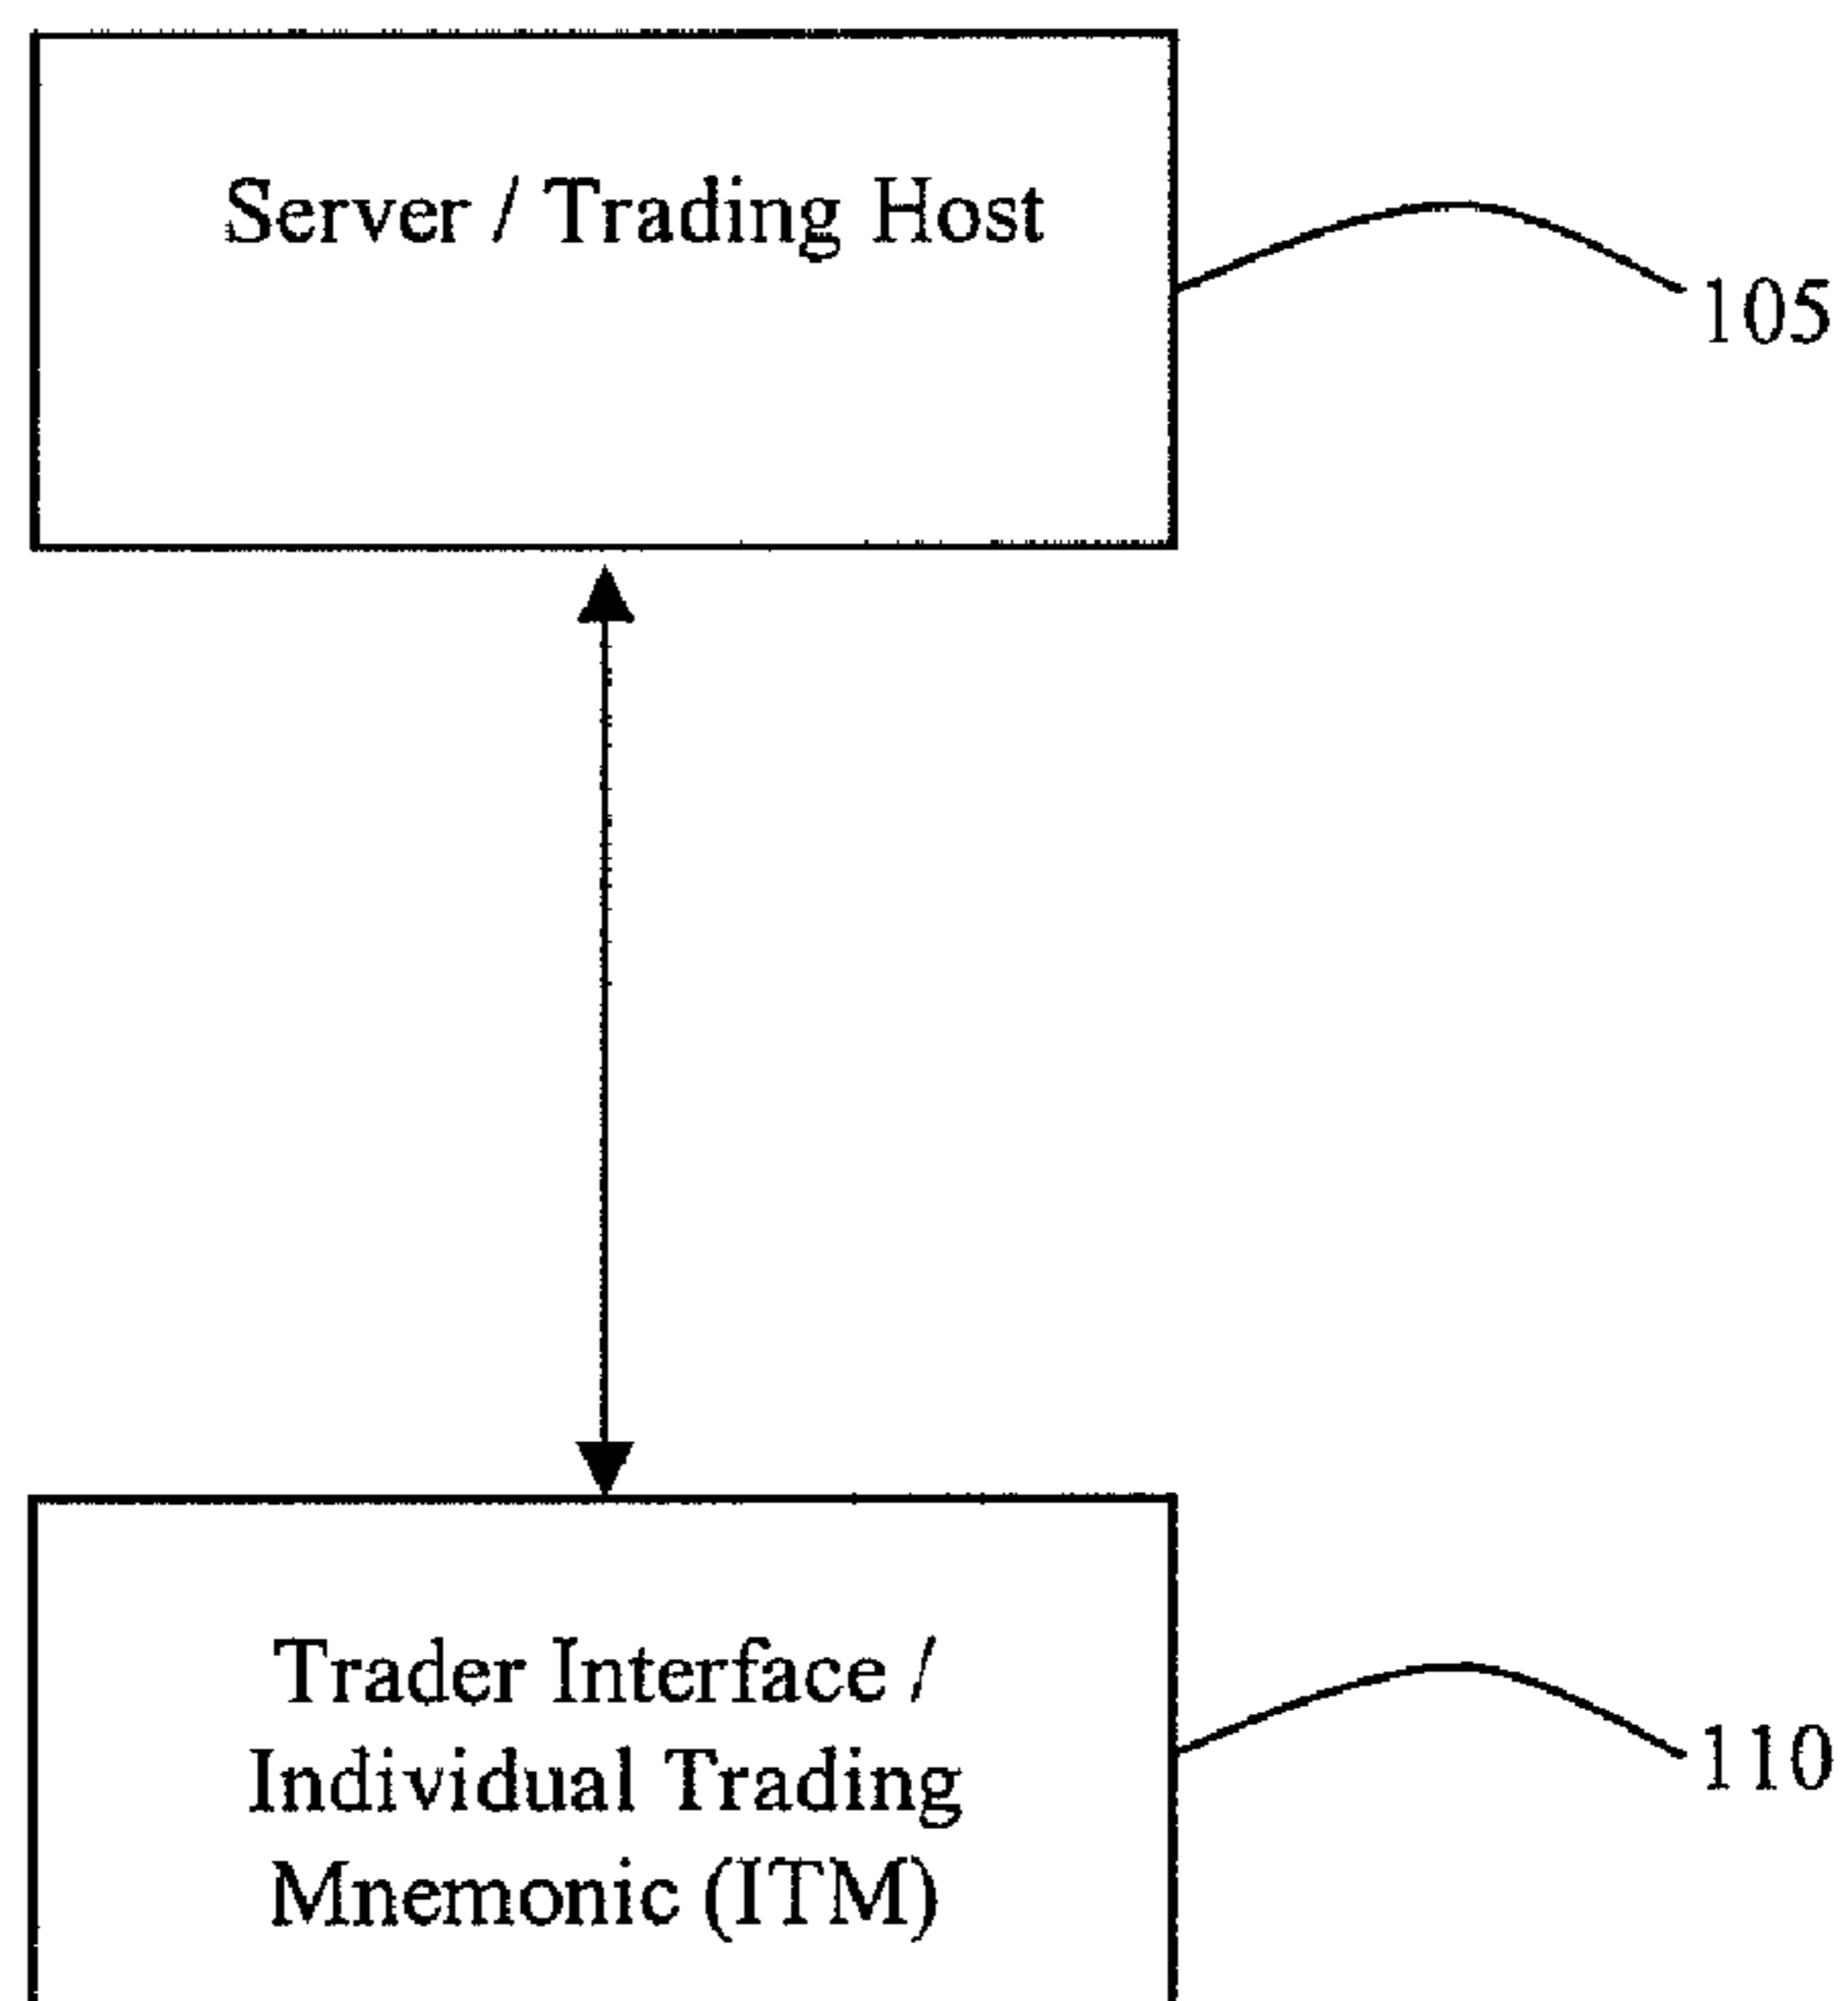 Server / Trading Host
105
Trader Interface /
Individual Trading
Mnemonic (ITM)
110